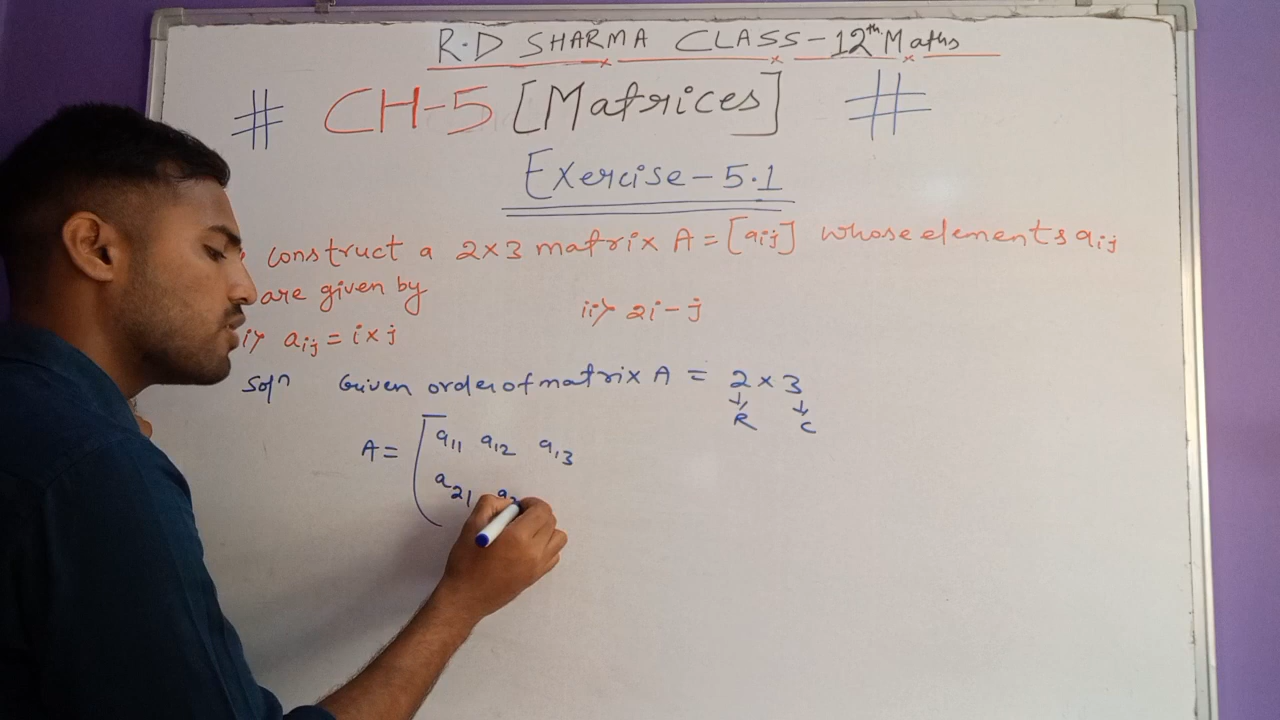 R.D SHARMA CLASS-12th Maths
# CH-5 [Matrices] #
Exercise-5.1
construct a 2×3 matrix A=[aij] whose elements aij
are given by
i) aij = i×j
ii) 2i-j
Soln Given order of matrix A = 2×3
↓ ↓
R C
A= [a11 a12 a13
a21